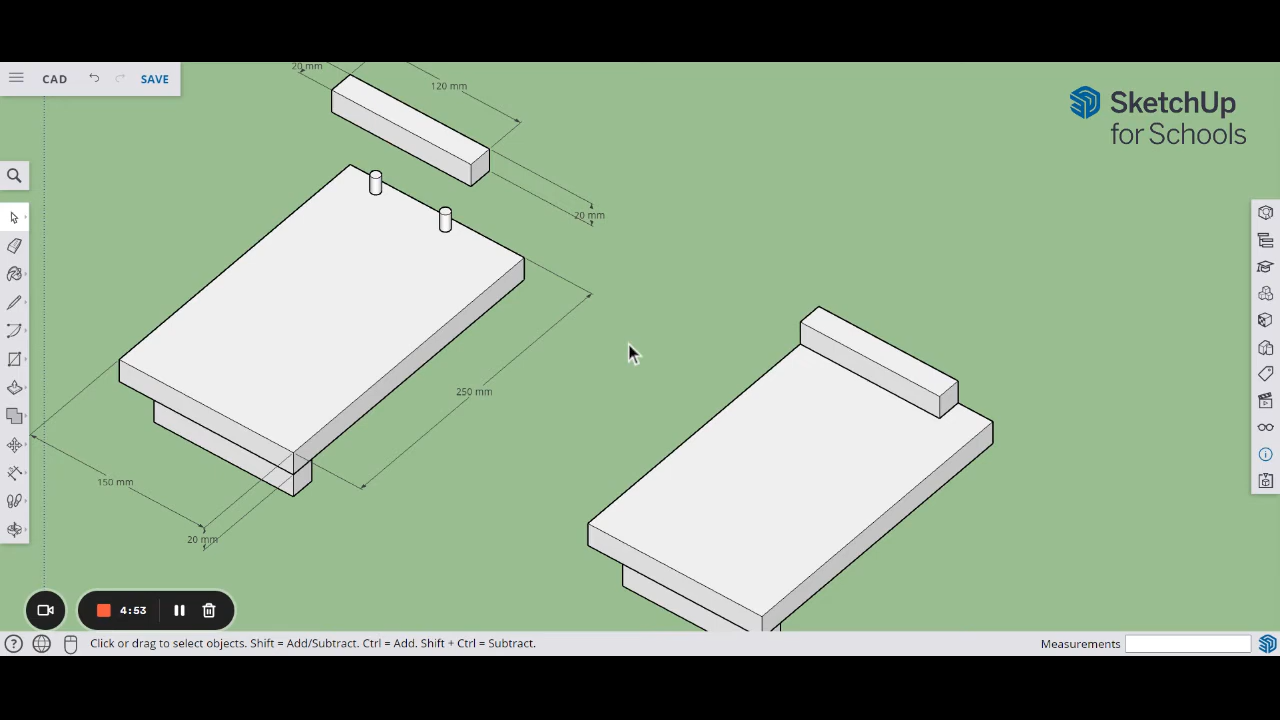 CAD
SAVE
20 mm
120 mm
SketchUp
for Schools
20 mm
250 mm
150 mm
20 mm
4:53
Click or drag to select objects. Shift = Add/Subtract. Ctrl = Add. Shift + Ctrl = Subtract.
Measurements